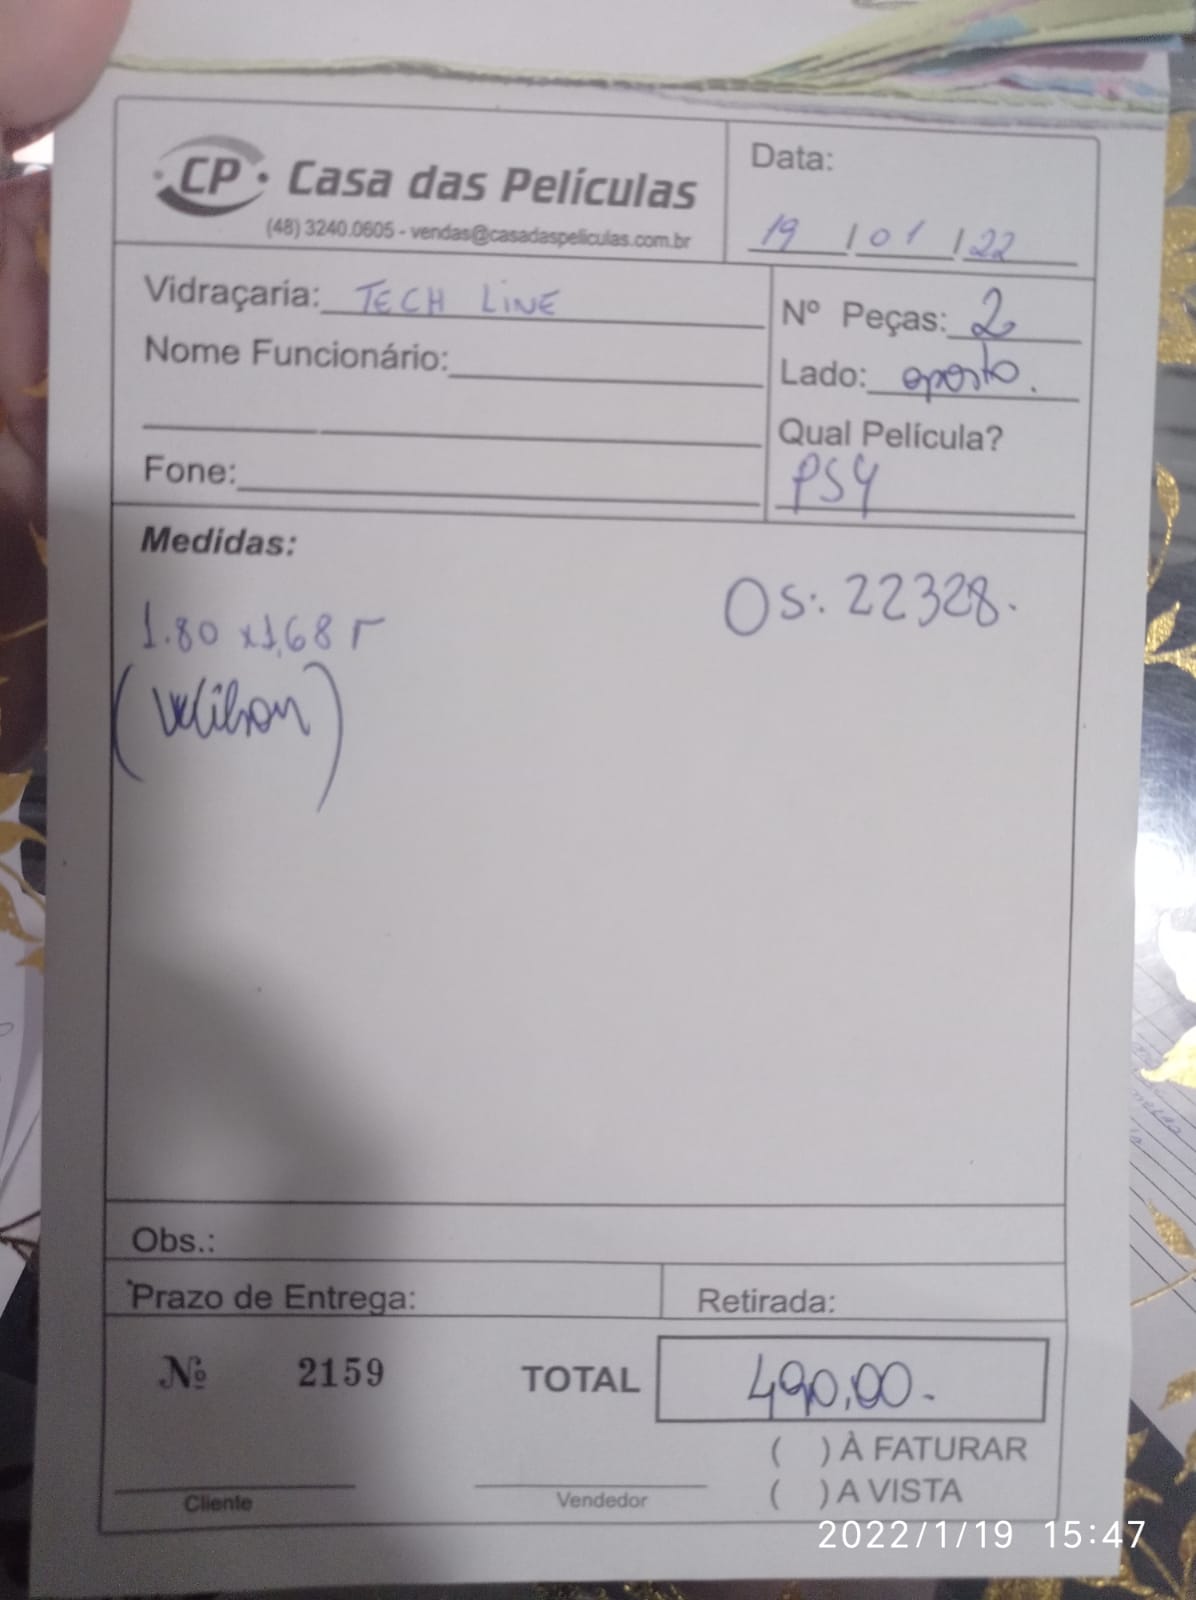 CP Casa das Películas
(48) 3240.0605 - vendas@casadaspeliculas.com.br
Data:
19 / 01 / 22
Vidraçaria: TECH LINE
Nome Funcionário:
Fone:
Nº Peças: 2
Lado: oposto.
Qual Película?
PS4
Medidas:
Os: 22328.
1.80 x 1,68 r
(Wilson)
Obs.:
Prazo de Entrega:
Retirada:
Nº 2159
TOTAL 490,00.
( ) À FATURAR
( ) A VISTA
Cliente
Vendedor
2022/1/19 15:47